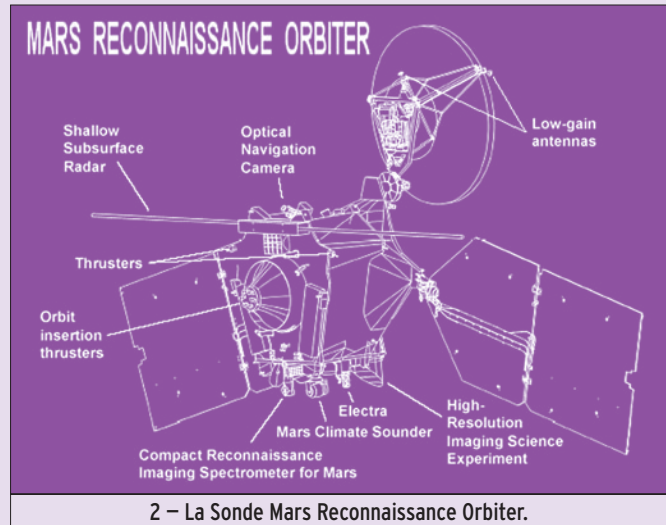 MARS RECONNAISSANCE ORBITER
Shallow
Subsurface
Radar
Optical
Navigation
Camera
Low-gain
antennas
Thrusters
Orbit
insertion
thrusters
Electra
Mars Climate Sounder
Compact Reconnaissance
Imaging Spectrometer for Mars
High-
Resolution
Imaging Science
Experiment
2 – La Sonde Mars Reconnaissance Orbiter.